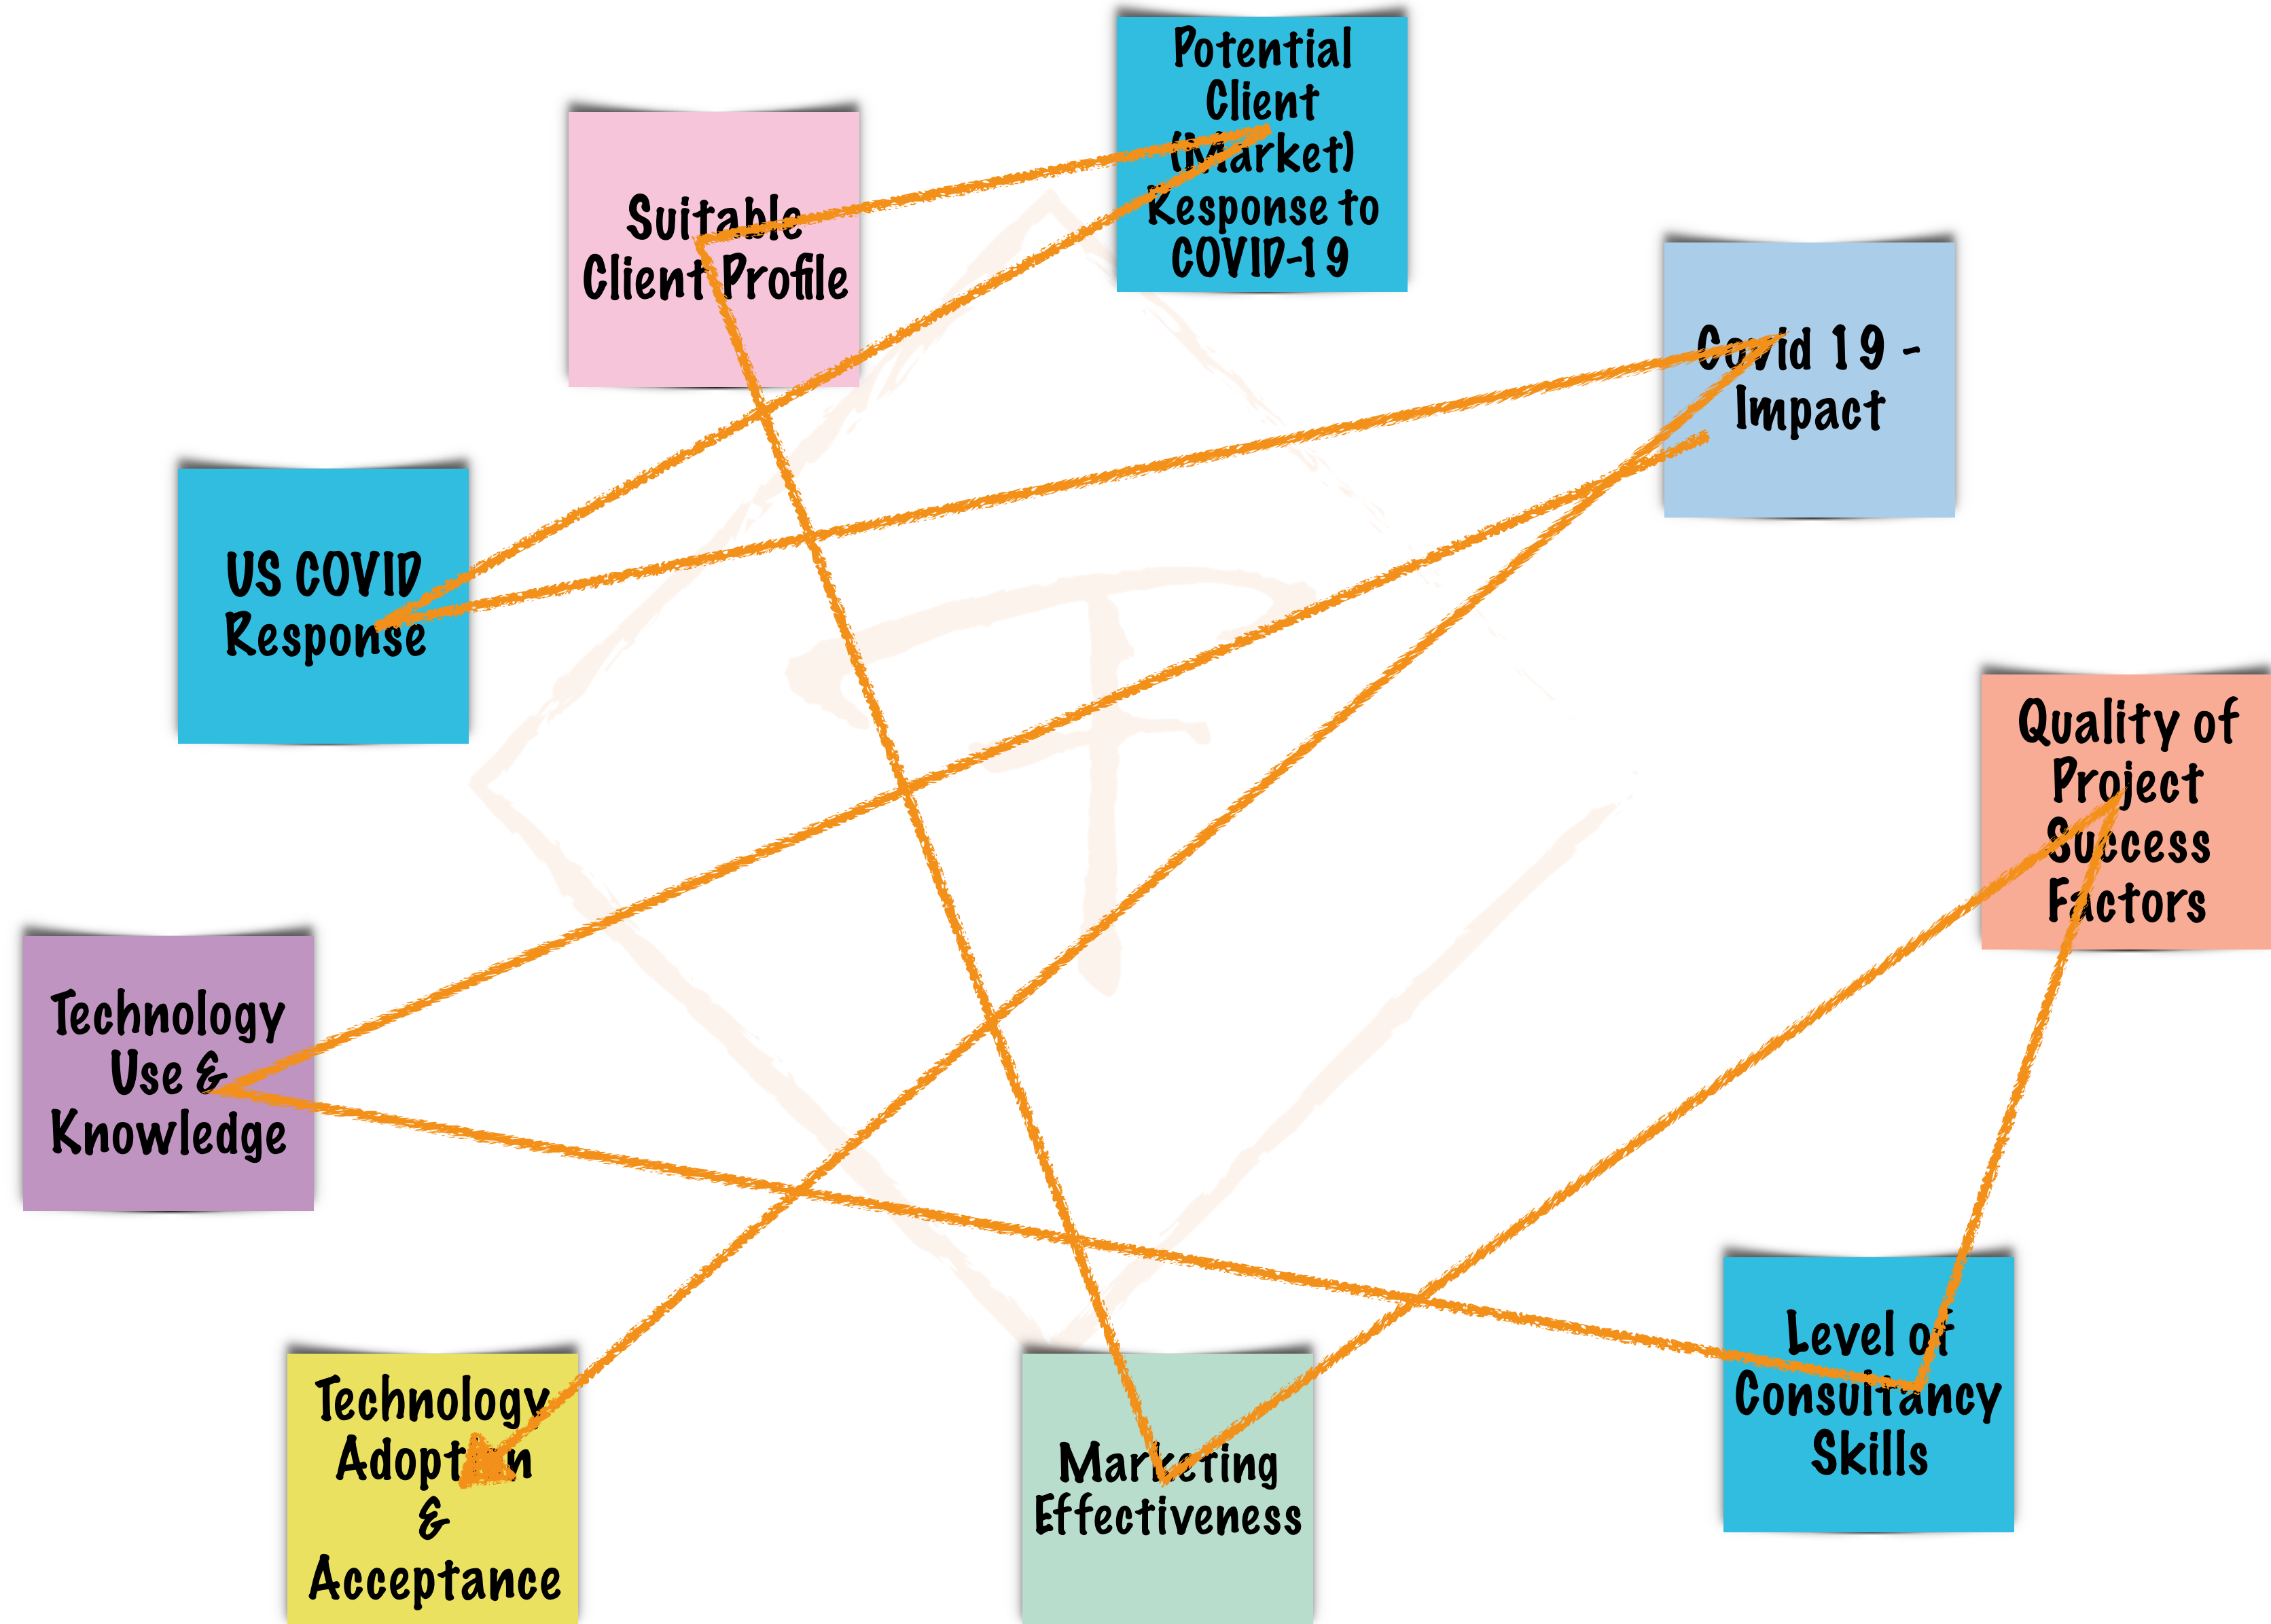 Potential
Client
(Market)
Response to
COVID-19
Suitable
Client Profile
Covid 19 -
Impact
US COVID
Response
Quality of
Project
Success
Factors
Technology
Use &
Knowledge
Level of
Consultancy
Skills
Technology
Adoption
&
Acceptance
Marketing
Effectiveness